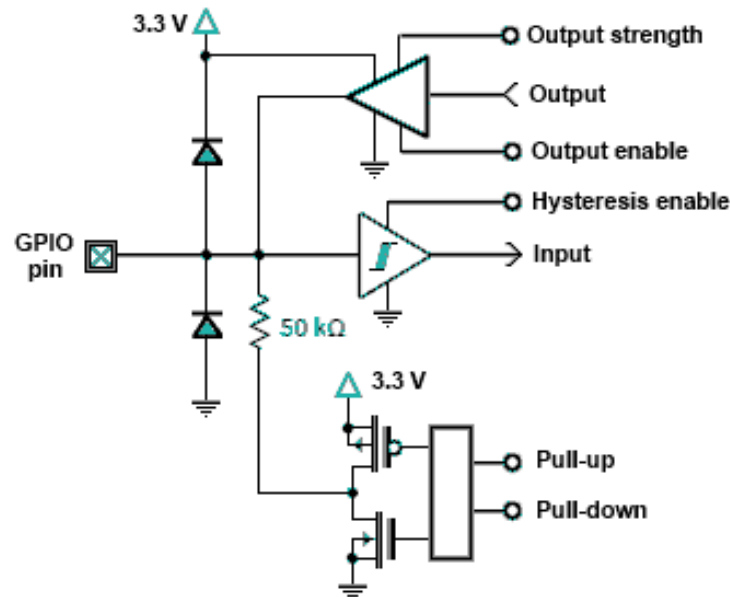 3.3 V
Output strength
Output
Output enable
Hysteresis enable
GPIO
pin
Input
50 kΩ
3.3 V
Pull-up
Pull-down